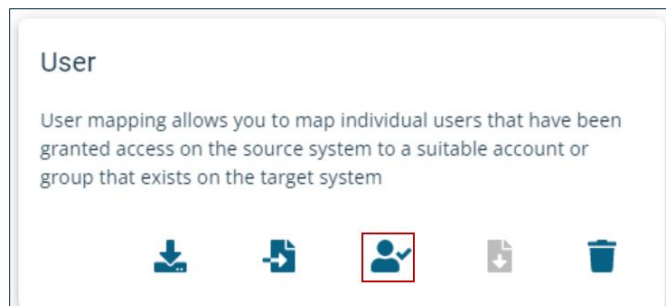 User
User mapping allows you to map individual users that have been
granted access on the source system to a suitable account or
group that exists on the target system